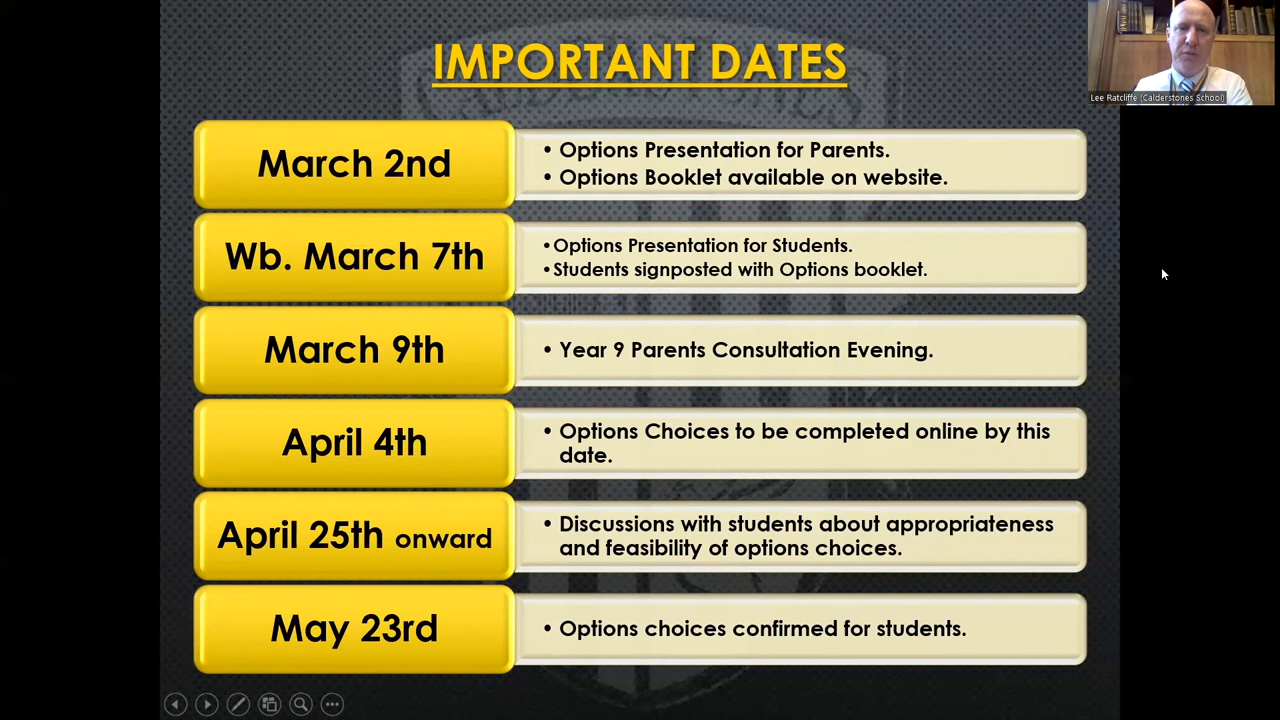 IMPORTANT DATES
Lee Ratcliffe (Calderstones School)
March 2nd
• Options Presentation for Parents.
• Options Booklet available on website.
Wb. March 7th
• Options Presentation for Students.
• Students signposted with Options booklet.
March 9th
• Year 9 Parents Consultation Evening.
April 4th
• Options Choices to be completed online by this
date.
April 25th onward
• Discussions with students about appropriateness
and feasibility of options choices.
May 23rd
• Options choices confirmed for students.